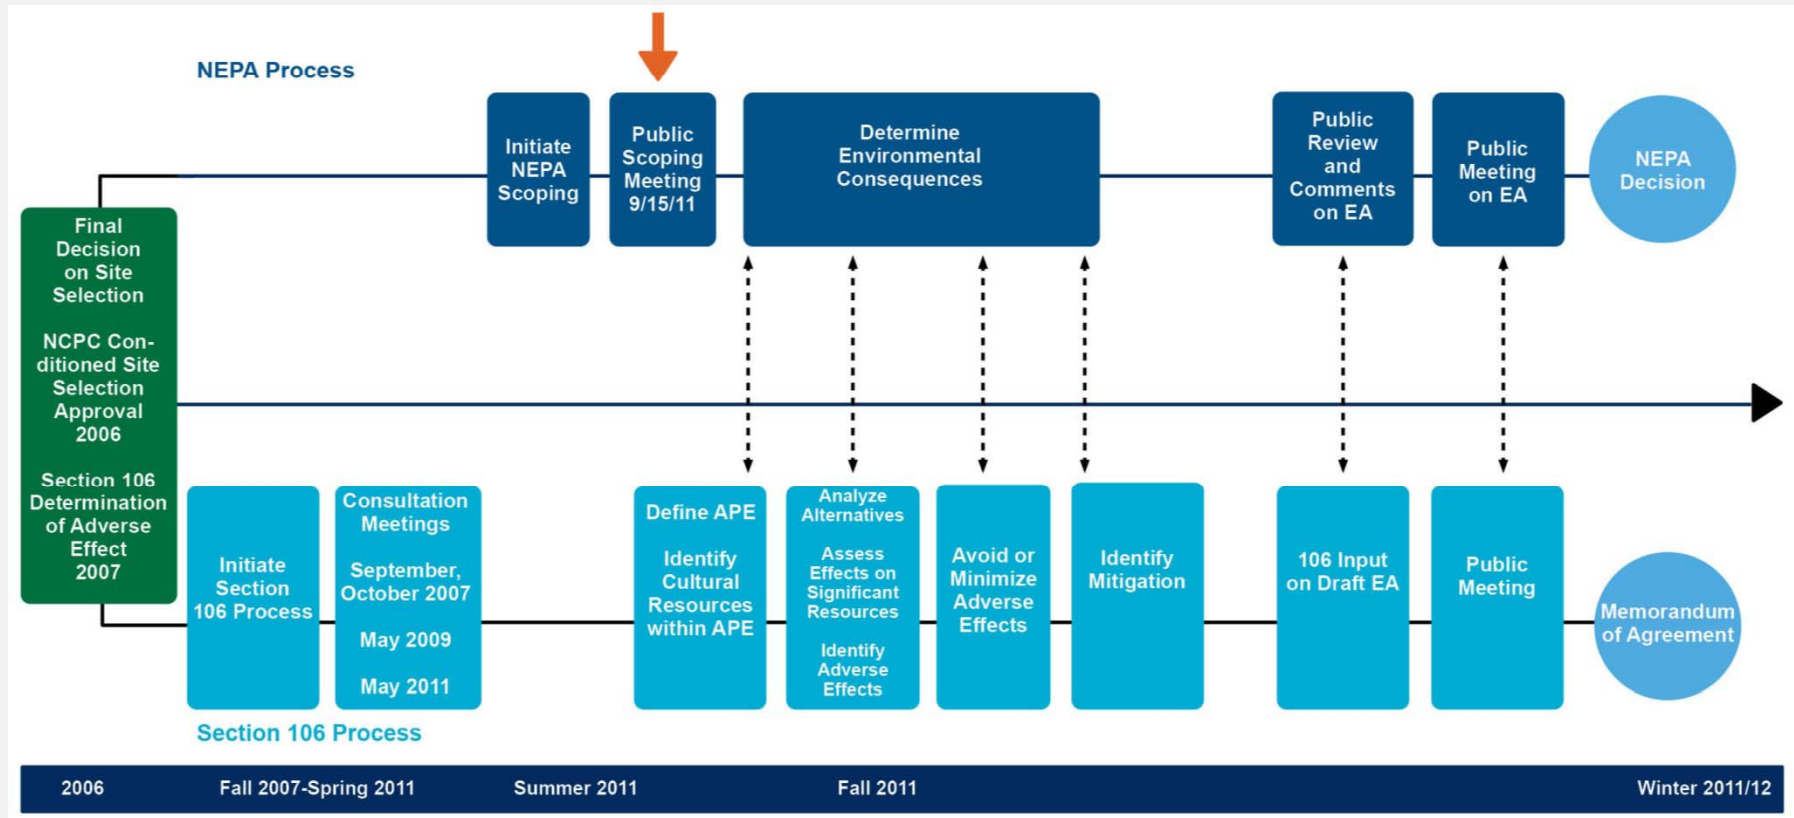 NEPA Process
Initiate
NEPA
Scoping
Public
Scoping
Meeting
9/15/11
Determine
Environmental
Consequences
Public
Review
and
Comments
on EA
Public
Meeting
on EA
NEPA
Decision
Final
Decision
on Site
Selection
NCPC Con-
ditioned Site
Selection
Approval
2006
Section 106
Determination
of Adverse
Effect
2007
Initiate
Section
106 Process
Consultation
Meetings
September,
October 2007
May 2009
May 2011
Define APE
Identify
Cultural
Resources
within APE
Analyze
Alternatives
Assess
Effects on
Significant
Resources
Identify
Adverse
Effects
Avoid or
Minimize
Adverse
Effects
Identify
Mitigation
106 Input
on Draft EA
Public
Meeting
Memorandum
of Agreement
Section 106 Process
2006
Fall 2007-Spring 2011
Summer 2011
Fall 2011
Winter 2011/12